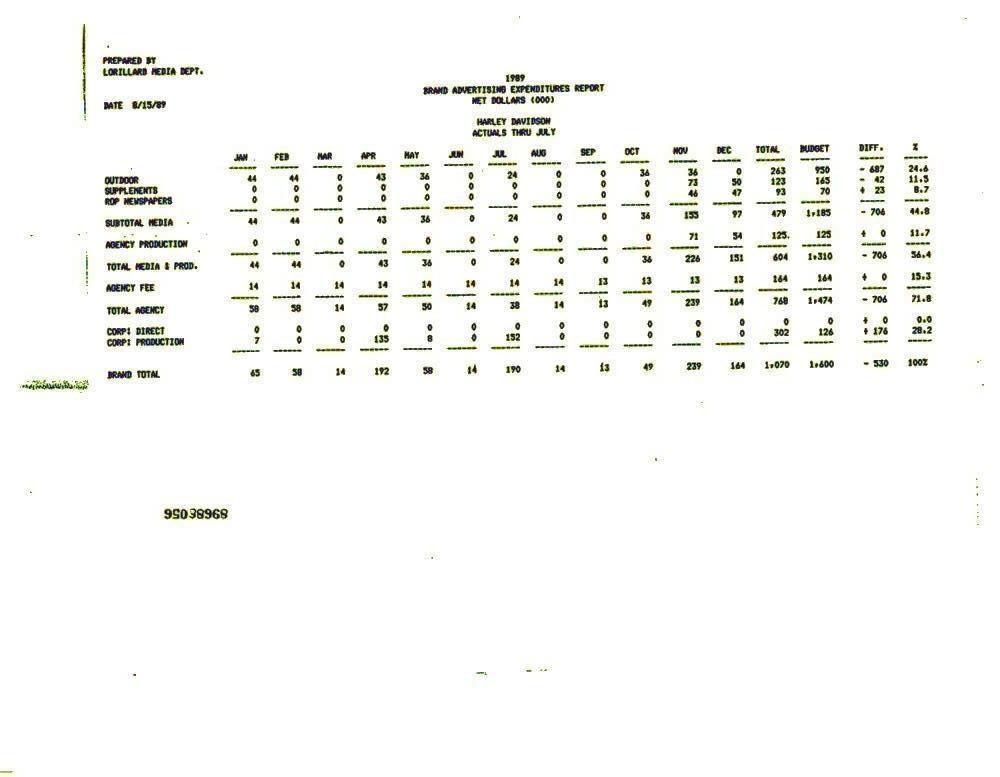 PREPARED BY
LORILLARD MEDIA DEPT.
1989
BRAND ADVERTISING EXPENDITURES REPORT
NET DOLLARS (000)
DATE 8/15/89
HARLEY DAVIDSON
ACTUALS THRU JULY
JAN FEB MAR APR MAY JUN JUL AUG SEP OCT NOV DEC TOTAL BUDGET DIFF. %
OUTDOOR 44 44 0 43 36 0 24 0 0 36 36 0 263 950 - 687 24.6
SUPPLEMENTS 0 0 0 0 0 0 0 0 0 0 73 50 123 165 - 42 11.5
ROP NEWSPAPERS 0 0 0 0 0 0 0 0 0 0 46 47 93 70 + 23 8.7
SUBTOTAL MEDIA 44 44 0 43 36 0 24 0 0 36 155 97 479 1,185 - 706 44.8
AGENCY PRODUCTION 0 0 0 0 0 0 0 0 0 0 71 54 125. 125 + 0 11.7
TOTAL MEDIA & PROD. 44 44 0 43 36 0 24 0 0 36 226 151 604 1,310 - 706 56.4
AGENCY FEE 14 14 14 14 14 14 14 14 13 13 13 13 164 164 + 0 15.3
TOTAL AGENCY 58 58 14 57 50 14 38 14 13 49 239 164 768 1,474 - 706 71.8
CORP: DIRECT 0 0 0 0 0 0 0 0 0 0 0 0 0 0 + 0 0.0
CORP: PRODUCTION 7 0 0 135 8 0 152 0 0 0 0 0 302 126 + 176 28.2
BRAND TOTAL 65 58 14 192 58 14 190 14 13 49 239 164 1,070 1,600 - 530 100%
89688056